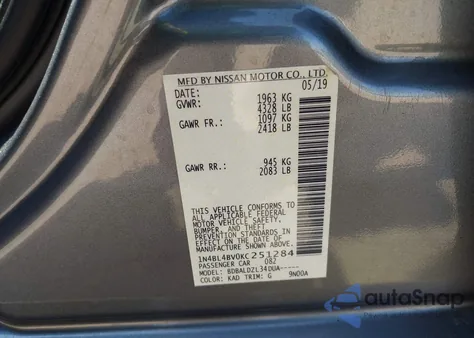 MFD BY NISSAN MOTOR CO., LTD.
DATE: 05/19
GVWR: 1963 KG
4328 LB
GAWR FR: 1097 KG
2418 LB
GAWR RR: 945 KG
2083 LB
THIS VEHICLE CONFORMS TO
ALL APPLICABLE FEDERAL
MOTOR VEHICLE SAFETY,
BUMPER, AND THEFT
PREVENTION STANDARDS IN
EFFECT ON THE DATE OF
MANUFACTURE SHOWN ABOVE.
1N4BL4BV0KC251284
PASSENGER CAR 082
MODEL: BDBALDZL34DUA-----
COLOR: KAD TRIM: G 9N00A
autoSnap